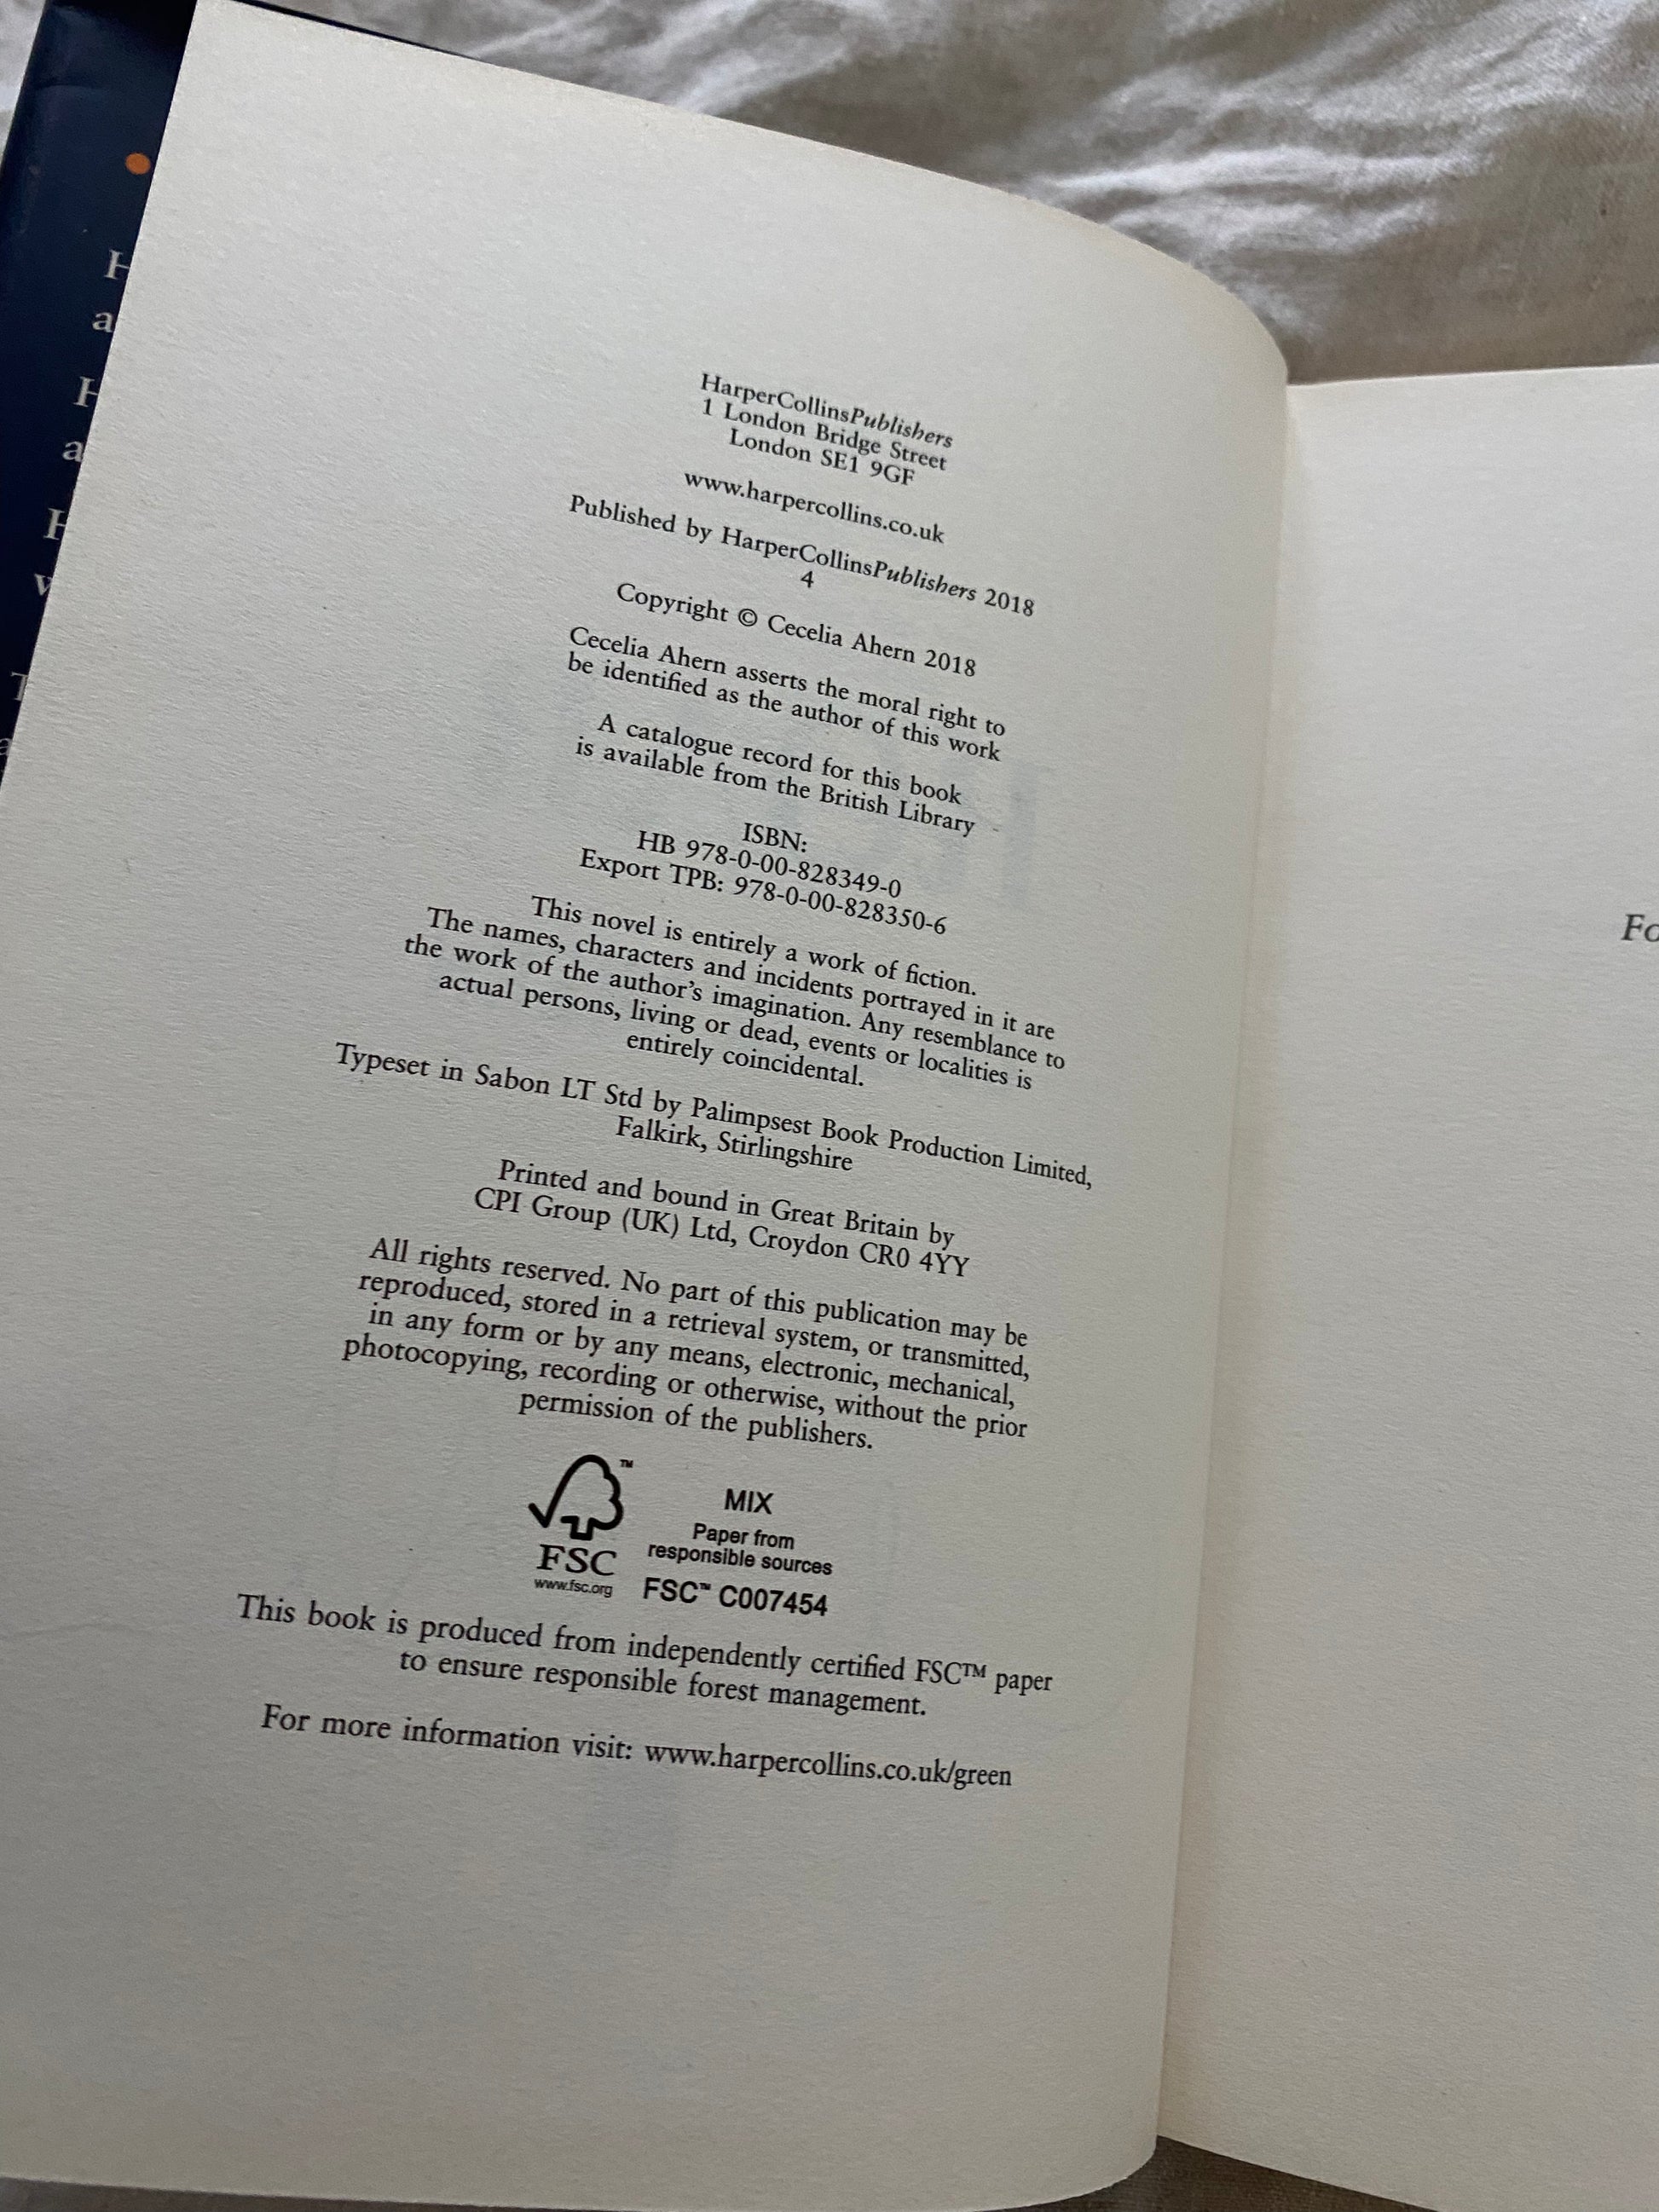 H
a
H
a
H
w
T
a
HarperCollinsPublishers
1 London Bridge Street
London SE1 9GF
www.harpercollins.co.uk
Published by HarperCollinsPublishers 2018
4
Copyright © Cecelia Ahern 2018
Cecelia Ahern asserts the moral right to
be identified as the author of this work
A catalogue record for this book
is available from the British Library
ISBN:
HB 978-0-00-828349-0
Export TPB: 978-0-00-828350-6
This novel is entirely a work of fiction.
The names, characters and incidents portrayed in it are
the work of the author’s imagination. Any resemblance to
actual persons, living or dead, events or localities is
entirely coincidental.
Typeset in Sabon LT Std by Palimpsest Book Production Limited,
Falkirk, Stirlingshire
Printed and bound in Great Britain by
CPI Group (UK) Ltd, Croydon CR0 4YY
All rights reserved. No part of this publication may be
reproduced, stored in a retrieval system, or transmitted,
in any form or by any means, electronic, mechanical,
photocopying, recording or otherwise, without the prior
permission of the publishers.
TM
FSC
www.fsc.org
MIX
Paper from
responsible sources
FSC™ C007454
This book is produced from independently certified FSC™ paper
to ensure responsible forest management.
For more information visit: www.harpercollins.co.uk/green
Fo